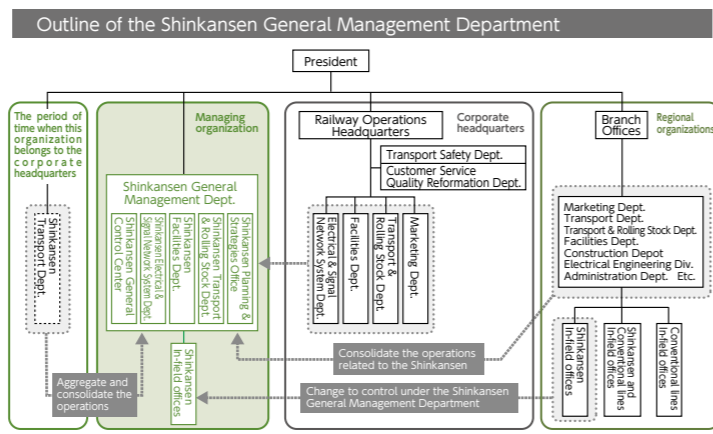 Outline of the Shinkansen General Management Department
President
The period of
time when this
organization
belongs to the
corporate
headquarters
Shinkansen
Transport Dept.
Managing
organization
Shinkansen General
Management Dept.
Shinkansen General
Control Center
Shinkansen Electrical &
Signal Network System Dept.
Shinkansen
Facilities Dept.
Shinkansen Transport
& Rolling Stock Dept.
Shinkansen Planning &
Strategies Office
Shinkansen
In-field offices
Aggregate and
consolidate the
operations
Railway Operations
Headquarters
Corporate
headquarters
Transport Safety Dept.
Customer Service
Quality Reformation Dept.
Electrical & Signal
Network System Dept.
Facilities Dept.
Transport &
Rolling Stock Dept.
Marketing Dept.
Consolidate the operations
related to the Shinkansen
Change to control under the Shinkansen
General Management Department
Branch
Offices
Regional
organizations
Marketing Dept.
Transport Dept.
Transport & Rolling Stock Dept.
Facilities Dept.
Construction Depot
Electrical Engineering Div.
Administration Dept. Etc.
Shinkansen
In-field offices
Shinkansen and
Conventional lines
In-field offices
Conventional lines
In-field offices